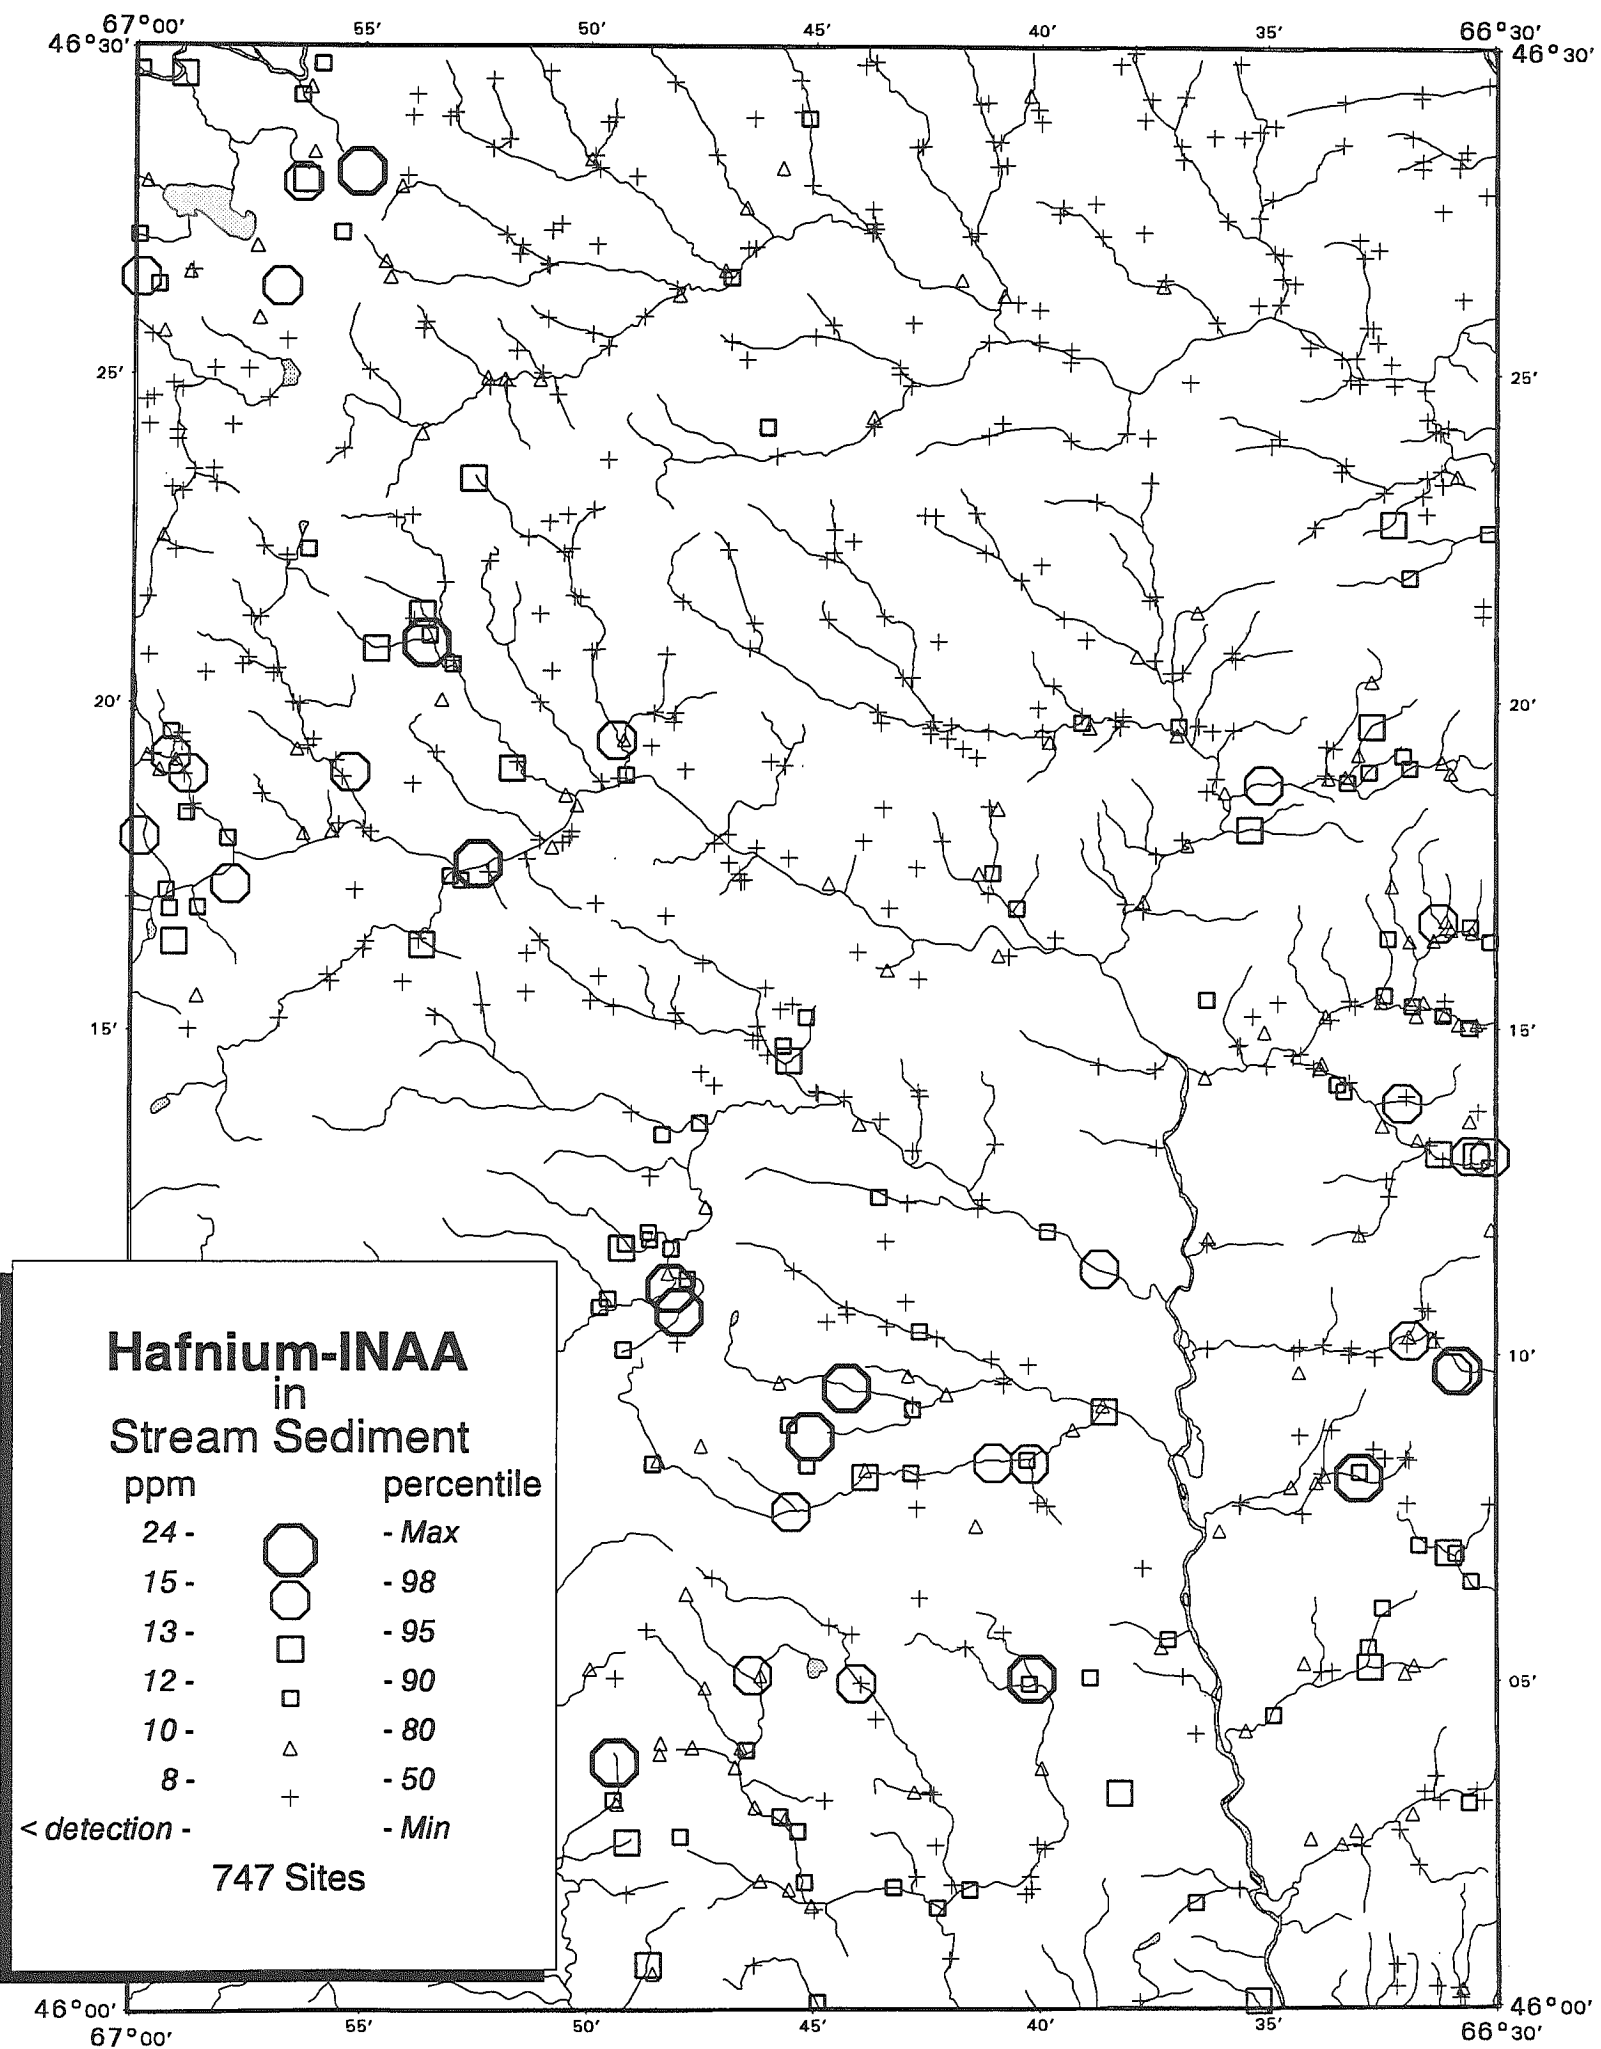 67°00′ 55′ 50′ 45′ 40′ 35′ 66°30′
46°30′ 46°30′
25′ 25′
20′ 20′
15′ 15′
10′
05′
Hafnium-INAA
in
Stream Sediment
ppm percentile
24 - - Max
15 - - 98
13 - - 95
12 - - 90
10 - - 80
8 - - 50
< detection - - Min
747 Sites
46°00′ 46°00′
67°00′ 55′ 50′ 45′ 40′ 35′ 66°30′